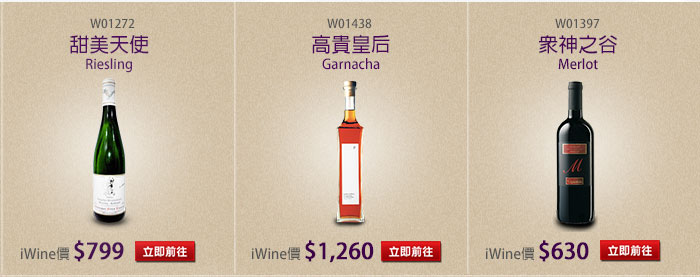 W01272
甜美天使
Riesling
iWine價 $799 立即前往
W01438
高貴皇后
Garnacha
iWine價 $1,260 立即前往
W01397
眾神之谷
Merlot
M
iWine價 $630 立即前往